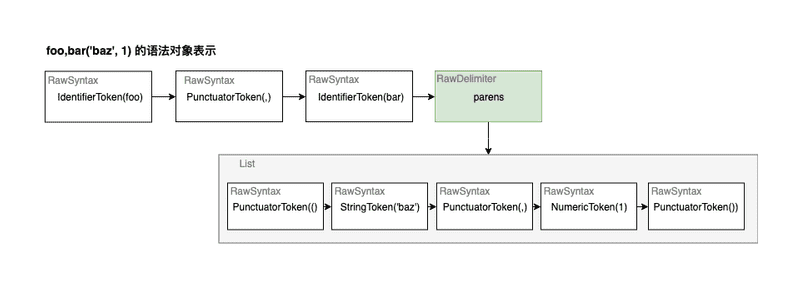 foo,bar('baz', 1) 的语法对象表示
RawSyntax
IdentifierToken(foo)
RawSyntax
PunctuatorToken(,)
RawSyntax
IdentifierToken(bar)
RawDelimiter
parens
List
RawSyntax
PunctuatorToken(()
RawSyntax
StringToken('baz')
RawSyntax
PunctuatorToken(,)
RawSyntax
NumericToken(1)
RawSyntax
PunctuatorToken())